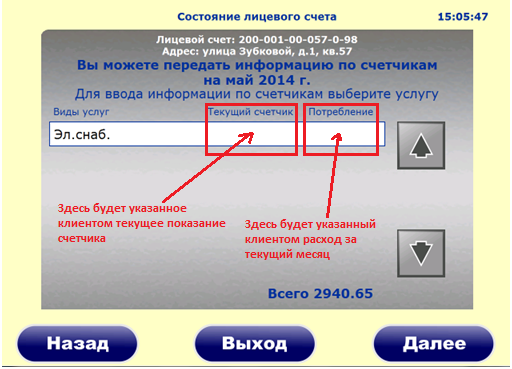 Состояние лицевого счета 15:05:47
Лицевой счет: 200-001-00-057-0-98
Адрес: улица Зубковой, д.1, кв.57
Вы можете передать информацию по счетчикам
на май 2014 г.
Для ввода информации по счетчикам выберите услугу
Виды услуг Текущий счетчик Потребление
Эл.снаб.
Здесь будет указанное
клиентом текущее показание
счетчика
Здесь будет указанный
клиентом расход за
текущий месяц
Всего 2940.65
Назад Выход Далее